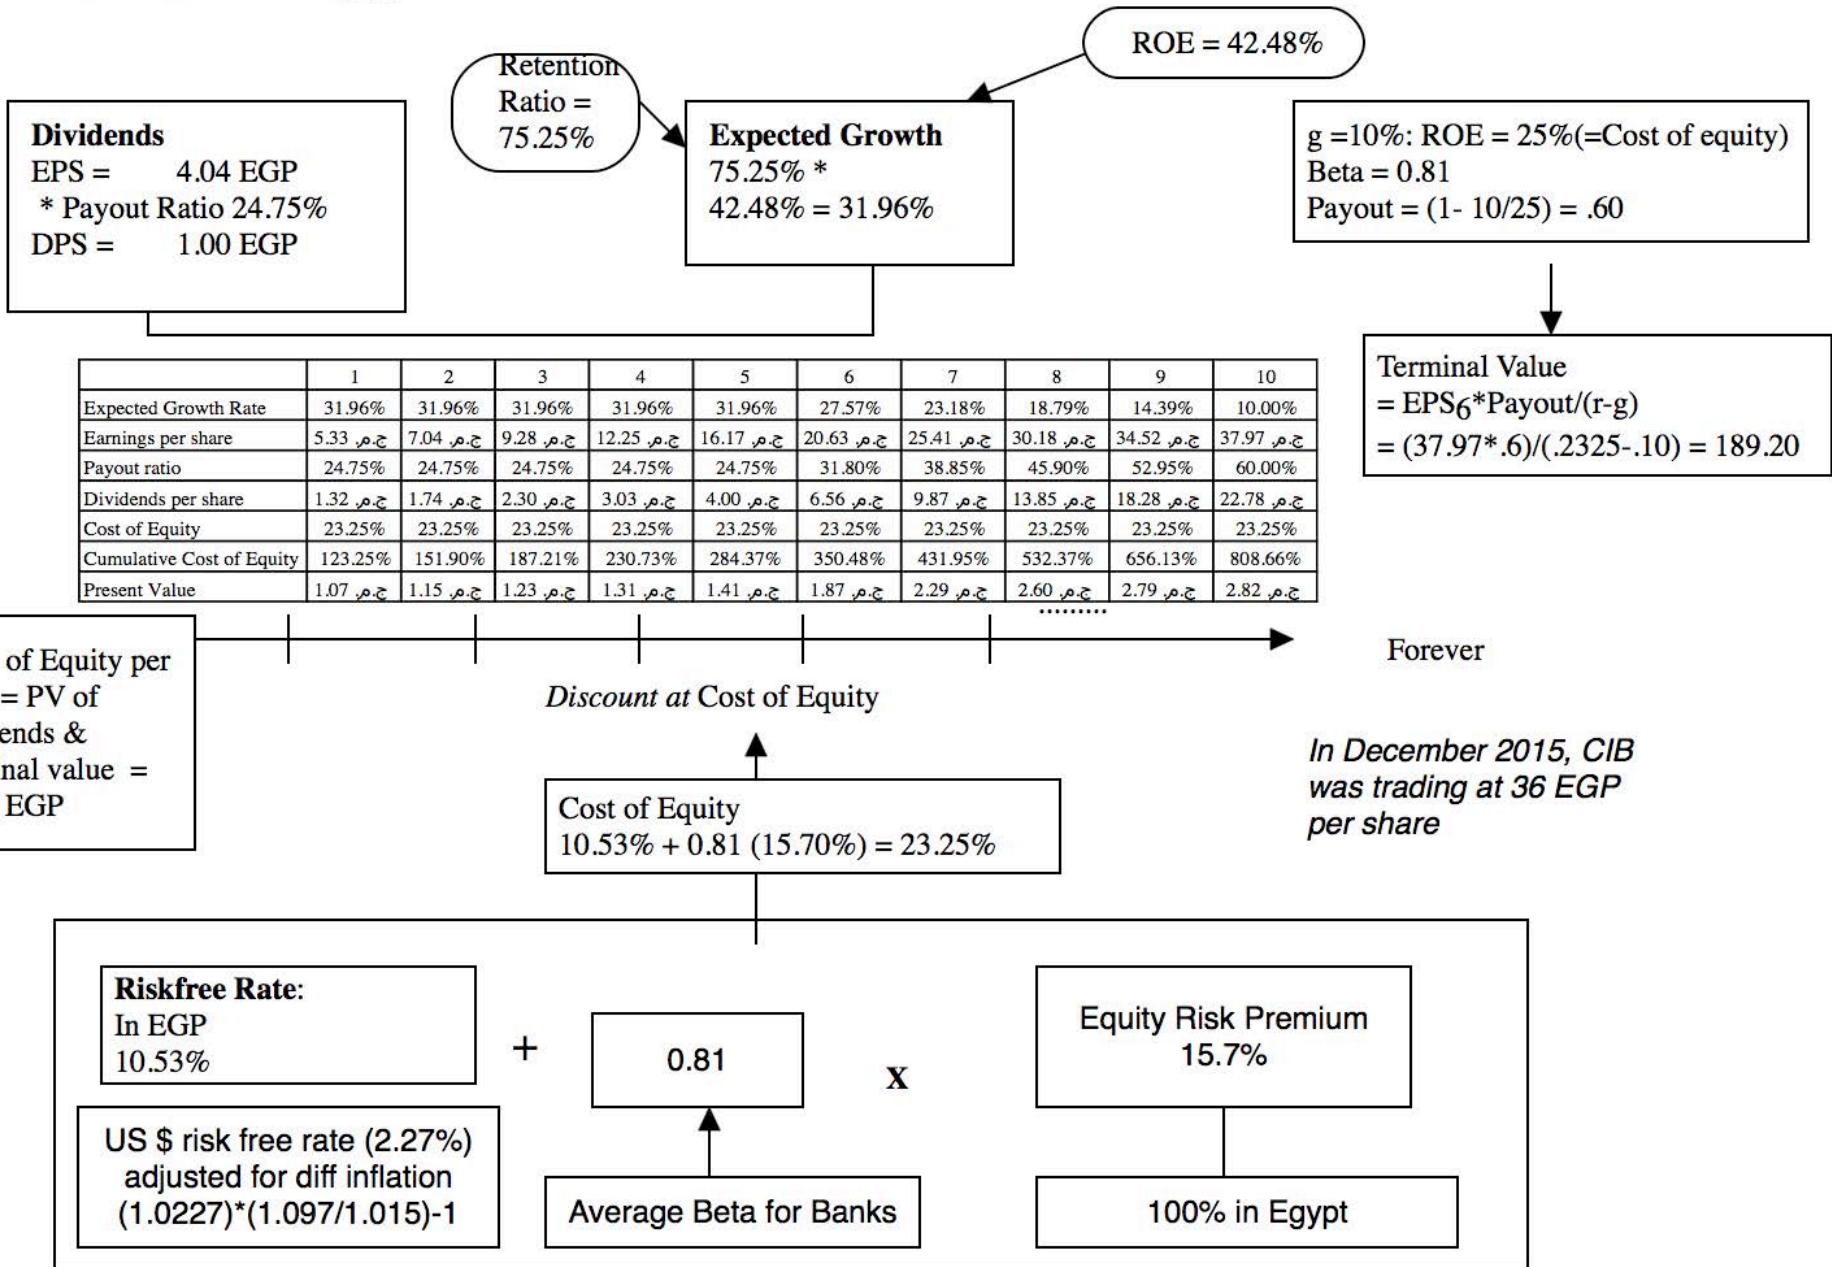 ROE = 42.48%
Retention
Ratio =
75.25%
Dividends
EPS = 4.04 EGP
* Payout Ratio 24.75%
DPS = 1.00 EGP
Expected Growth
75.25% *
42.48% = 31.96%
g =10%: ROE = 25%(=Cost of equity)
Beta = 0.81
Payout = (1- 10/25) = .60
Terminal Value
= EPS6*Payout/(r-g)
= (37.97*.6)/(.2325-.10) = 189.20
1 2 3 4 5 6 7 8 9 10
Expected Growth Rate 31.96% 31.96% 31.96% 31.96% 31.96% 27.57% 23.18% 18.79% 14.39% 10.00%
Earnings per share ج.م. 5.33 ج.م. 7.04 ج.م. 9.28 ج.م. 12.25 ج.م. 16.17 ج.م. 20.63 ج.م. 25.41 ج.م. 30.18 ج.م. 34.52 ج.م. 37.97
Payout ratio 24.75% 24.75% 24.75% 24.75% 24.75% 31.80% 38.85% 45.90% 52.95% 60.00%
Dividends per share ج.م. 1.32 ج.م. 1.74 ج.م. 2.30 ج.م. 3.03 ج.م. 4.00 ج.م. 6.56 ج.م. 9.87 ج.م. 13.85 ج.م. 18.28 ج.م. 22.78
Cost of Equity 23.25% 23.25% 23.25% 23.25% 23.25% 23.25% 23.25% 23.25% 23.25% 23.25%
Cumulative Cost of Equity 123.25% 151.90% 187.21% 230.73% 284.37% 350.48% 431.95% 532.37% 656.13% 808.66%
Present Value ج.م. 1.07 ج.م. 1.15 ج.م. 1.23 ج.م. 1.31 ج.م. 1.41 ج.م. 1.87 ج.م. 2.29 ج.م. 2.60 ج.م. 2.79 ج.م. 2.82
.........
Forever
of Equity per
= PV of
ends &
nal value =
EGP
Discount at Cost of Equity
In December 2015, CIB
was trading at 36 EGP
per share
Cost of Equity
10.53% + 0.81 (15.70%) = 23.25%
Riskfree Rate:
In EGP
10.53%
+
0.81
X
Equity Risk Premium
15.7%
US $ risk free rate (2.27%)
adjusted for diff inflation
(1.0227)*(1.097/1.015)-1
Average Beta for Banks
100% in Egypt